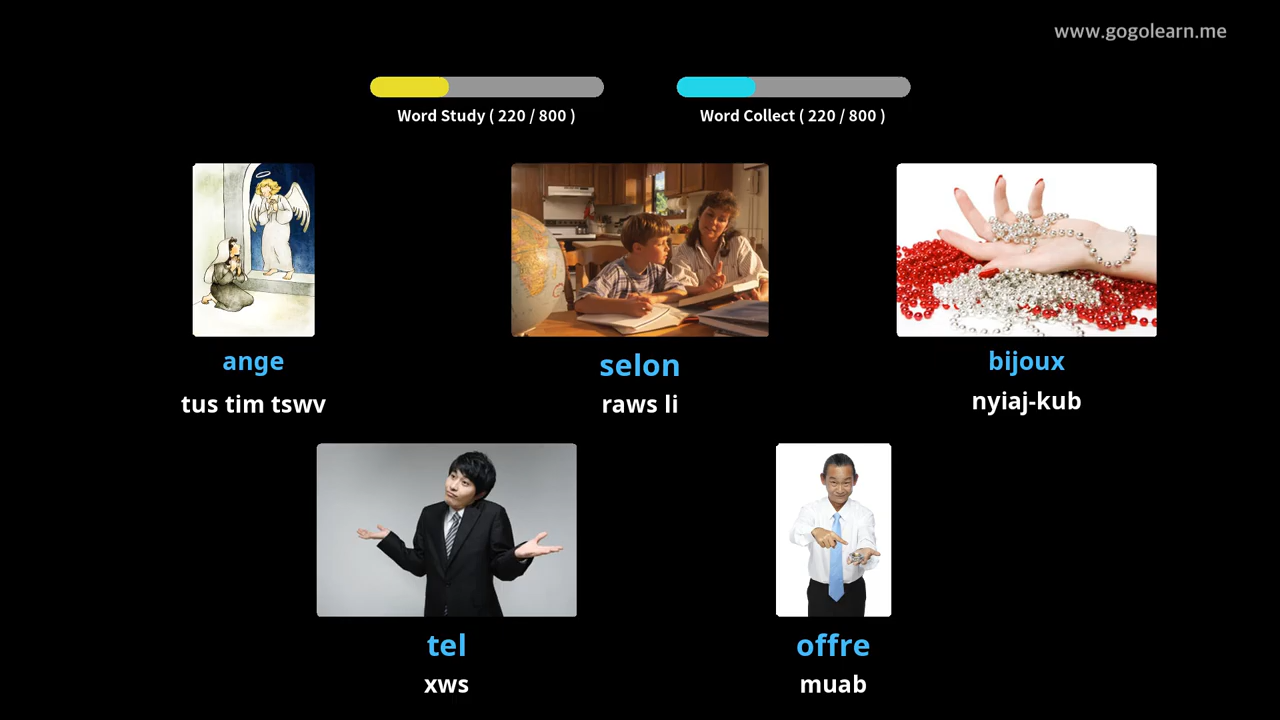 www.gogolearn.me
Word Study ( 220 / 800 )
Word Collect ( 220 / 800 )
ange
selon
bijoux
tus tim tswv
raws li
nyiaj-kub
tel
offre
xws
muab